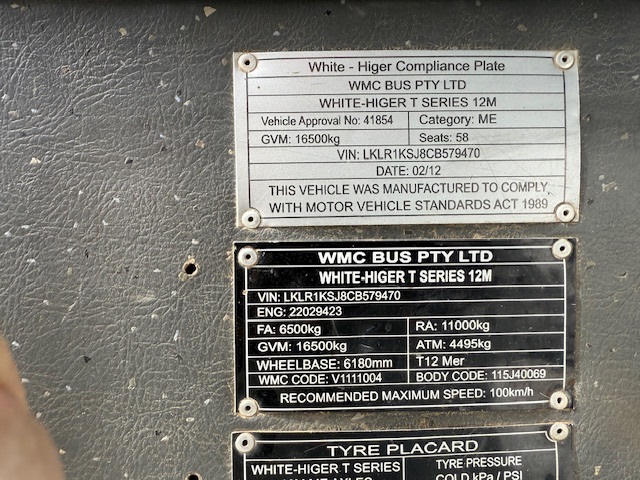 White - Higer Compliance Plate
WMC BUS PTY LTD
WHITE-HIGER T SERIES 12M
Vehicle Approval No: 41854 Category: ME
GVM: 16500kg Seats: 58
VIN: LKLR1KSJ8CB579470
DATE: 02/12
THIS VEHICLE WAS MANUFACTURED TO COMPLY
WITH MOTOR VEHICLE STANDARDS ACT 1989
WMC BUS PTY LTD
WHITE-HIGER T SERIES 12M
VIN: LKLR1KSJ8CB579470
ENG: 22029423
FA: 6500kg RA: 11000kg
GVM: 16500kg ATM: 4495kg
WHEELBASE: 6180mm T12 Mer
WMC CODE: V1111004 BODY CODE: 115J40069
RECOMMENDED MAXIMUM SPEED: 100km/h
TYRE PLACARD
WHITE-HIGER T SERIES TYRE PRESSURE
COLD kPa / PSI